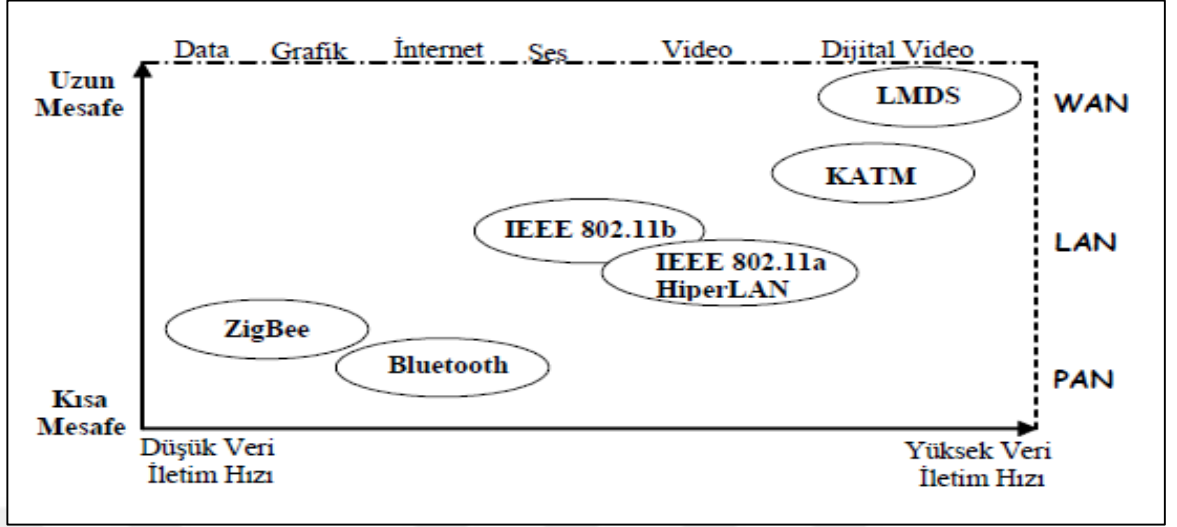 Data Grafik İnternet Ses Video Dijital Video
Uzun
Mesafe
LMDS
WAN
KATM
IEEE 802.11b
LAN
IEEE 802.11a
HiperLAN
ZigBee
Bluetooth
PAN
Kısa
Mesafe
Düşük Veri
İletim Hızı
Yüksek Veri
İletim Hızı